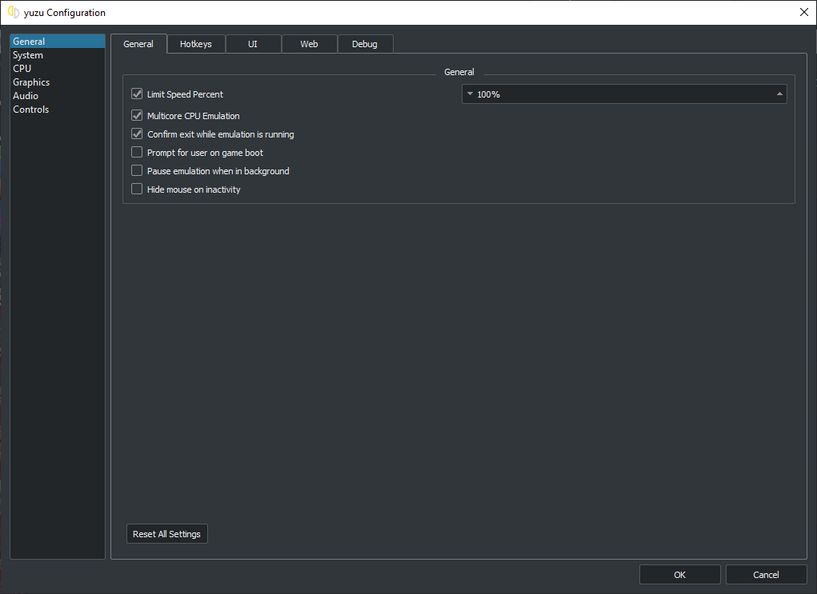 yuzu Configuration
General
System
CPU
Graphics
Audio
Controls
General Hotkeys UI Web Debug
General
Limit Speed Percent 100%
Multicore CPU Emulation
Confirm exit while emulation is running
Prompt for user on game boot
Pause emulation when in background
Hide mouse on inactivity
Reset All Settings
OK Cancel